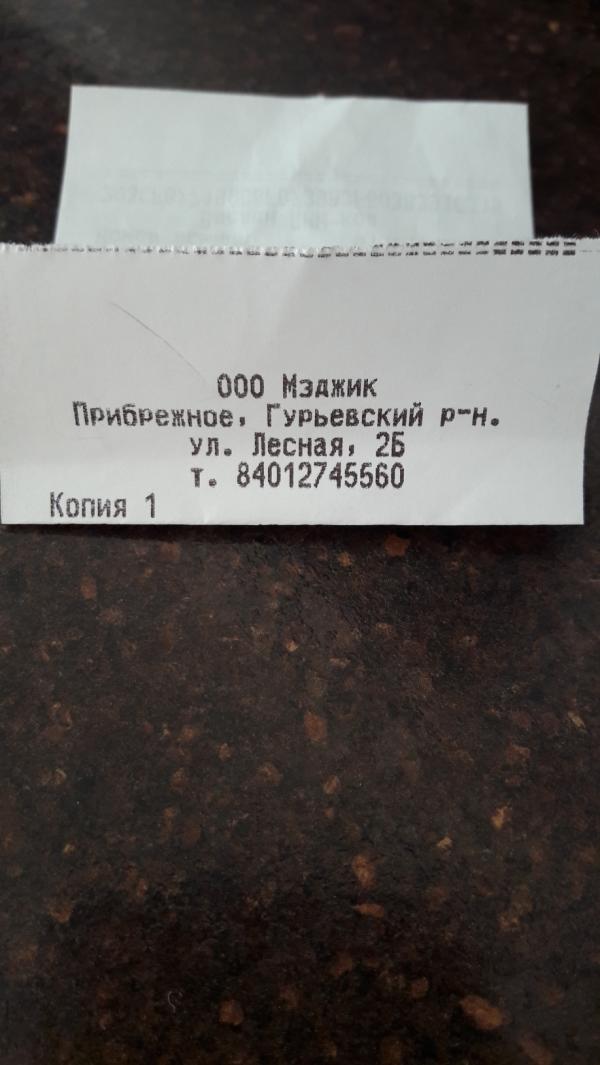 ООО Мэджик
Прибрежное, Гурьевский р-н.
ул. Лесная, 2Б
т. 84012745560
Копия 1